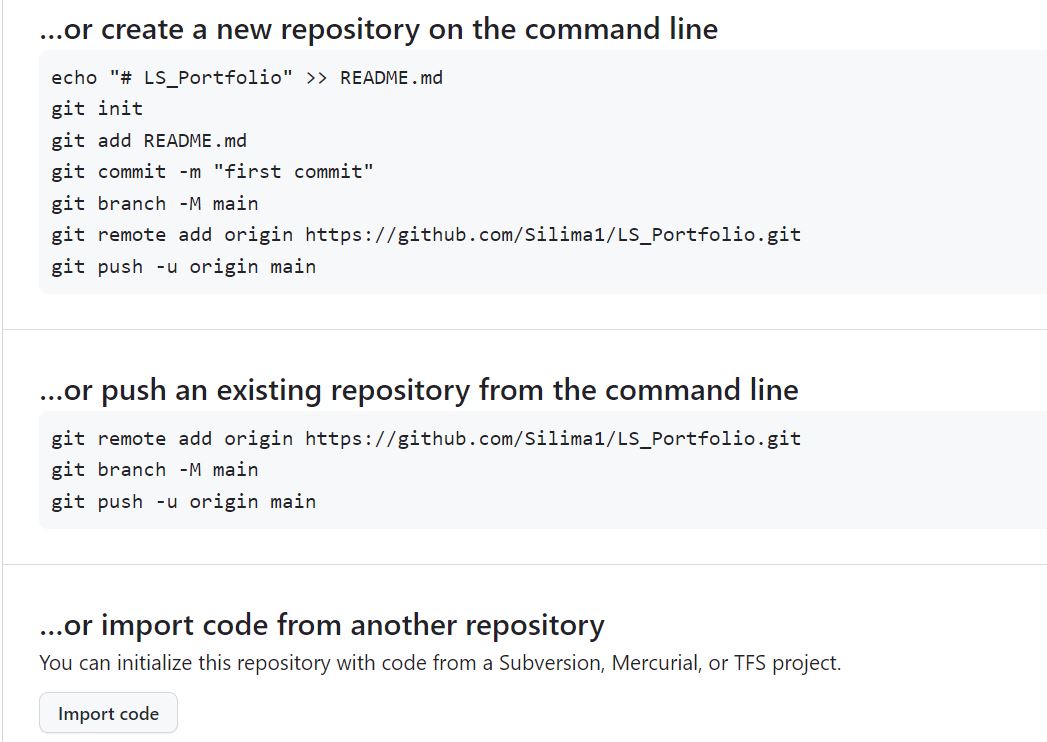 ...or create a new repository on the command line
echo "# LS_Portfolio" >> README.md
git init
git add README.md
git commit -m "first commit"
git branch -M main
git remote add origin https://github.com/Silima1/LS_Portfolio.git
git push -u origin main
...or push an existing repository from the command line
git remote add origin https://github.com/Silima1/LS_Portfolio.git
git branch -M main
git push -u origin main
...or import code from another repository
You can initialize this repository with code from a Subversion, Mercurial, or TFS project.
Import code